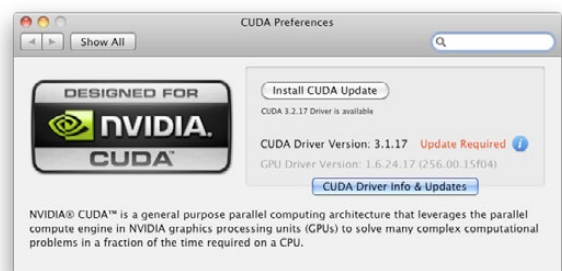 CUDA Preferences
Show All
DESIGNED FOR
NVIDIA.
CUDA™
Install CUDA Update
CUDA 3.2.17 Driver is available
CUDA Driver Version: 3.1.17 Update Required i
GPU Driver Version: 1.6.24.17 (256.00.15f04)
CUDA Driver Info & Updates
NVIDIA® CUDA™ is a general purpose parallel computing architecture that leverages the parallel
compute engine in NVIDIA graphics processing units (GPUs) to solve many complex computational
problems in a fraction of the time required on a CPU.